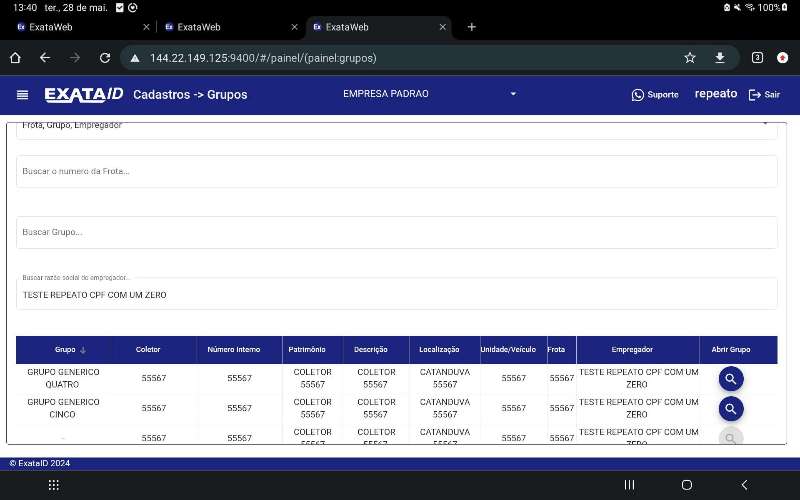 13:40 ter., 28 de mai.
100%
ExataWeb
ExataWeb
ExataWeb
144.22.149.125:9400/#/painel/(painel:grupos)
3
EXATAID
Cadastros -> Grupos
EMPRESA PADRAO
Suporte
repeato
Sair
Frota, Grupo, Empregador
Buscar o numero da Frota...
Buscar Grupo...
Buscar razão social do empregador...
TESTE REPEATO CPF COM UM ZERO
Grupo Coletor Número Interno Patrimônio Descrição Localização Unidade/Veículo Frota Empregador Abrir Grupo
GRUPO GENERICO COLETOR COLETOR CATANDUVA TESTE REPEATO CPF COM UM
QUATRO 55567 55567 55567 55567 55567 55567 55567 ZERO
GRUPO GENERICO COLETOR COLETOR CATANDUVA TESTE REPEATO CPF COM UM
CINCO 55567 55567 55567 55567 55567 55567 55567 ZERO
COLETOR COLETOR CATANDUVA TESTE REPEATO CPF COM UM
- 55567 55567 55567 55567 55567 55567 55567 ZERO
© ExataID 2024